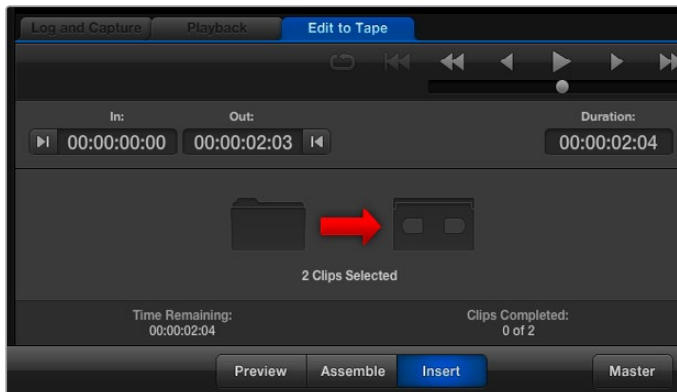 Log and Capture Playback Edit to Tape
In: Out: Duration:
00:00:00:00 00:00:02:03 00:00:02:04
2 Clips Selected
Time Remaining: Clips Completed:
00:00:02:04 0 of 2
Preview Assemble Insert Master